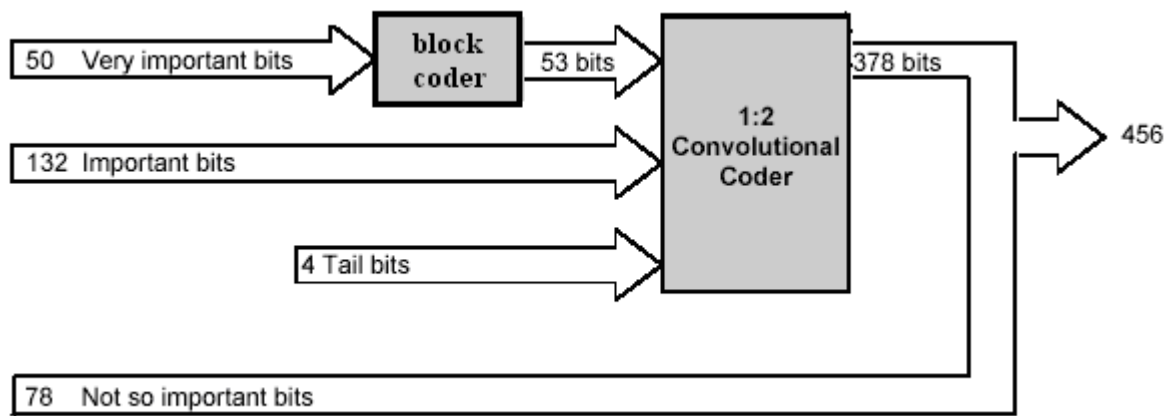 50 Very important bits
block
coder
53 bits
378 bits
1:2
Convolutional
Coder
456
132 Important bits
4 Tail bits
78 Not so important bits